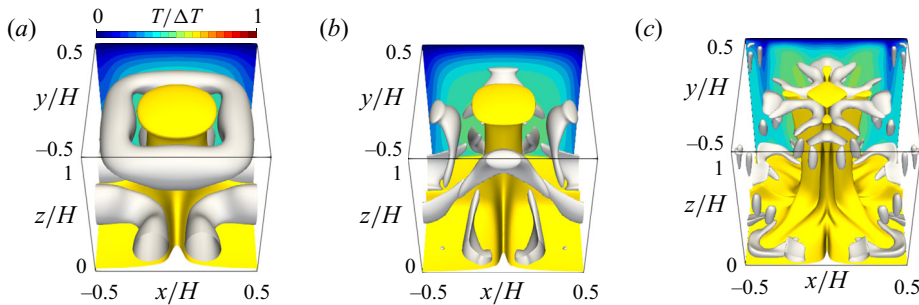 0 T/ΔT 1
(a) (b) (c)
0.5 0.5 0.5
y/H y/H y/H
–0.5 –0.5 –0.5
1 1 1
z/H z/H z/H
0 0 0
–0.5 x/H 0.5 –0.5 x/H 0.5 –0.5 x/H 0.5